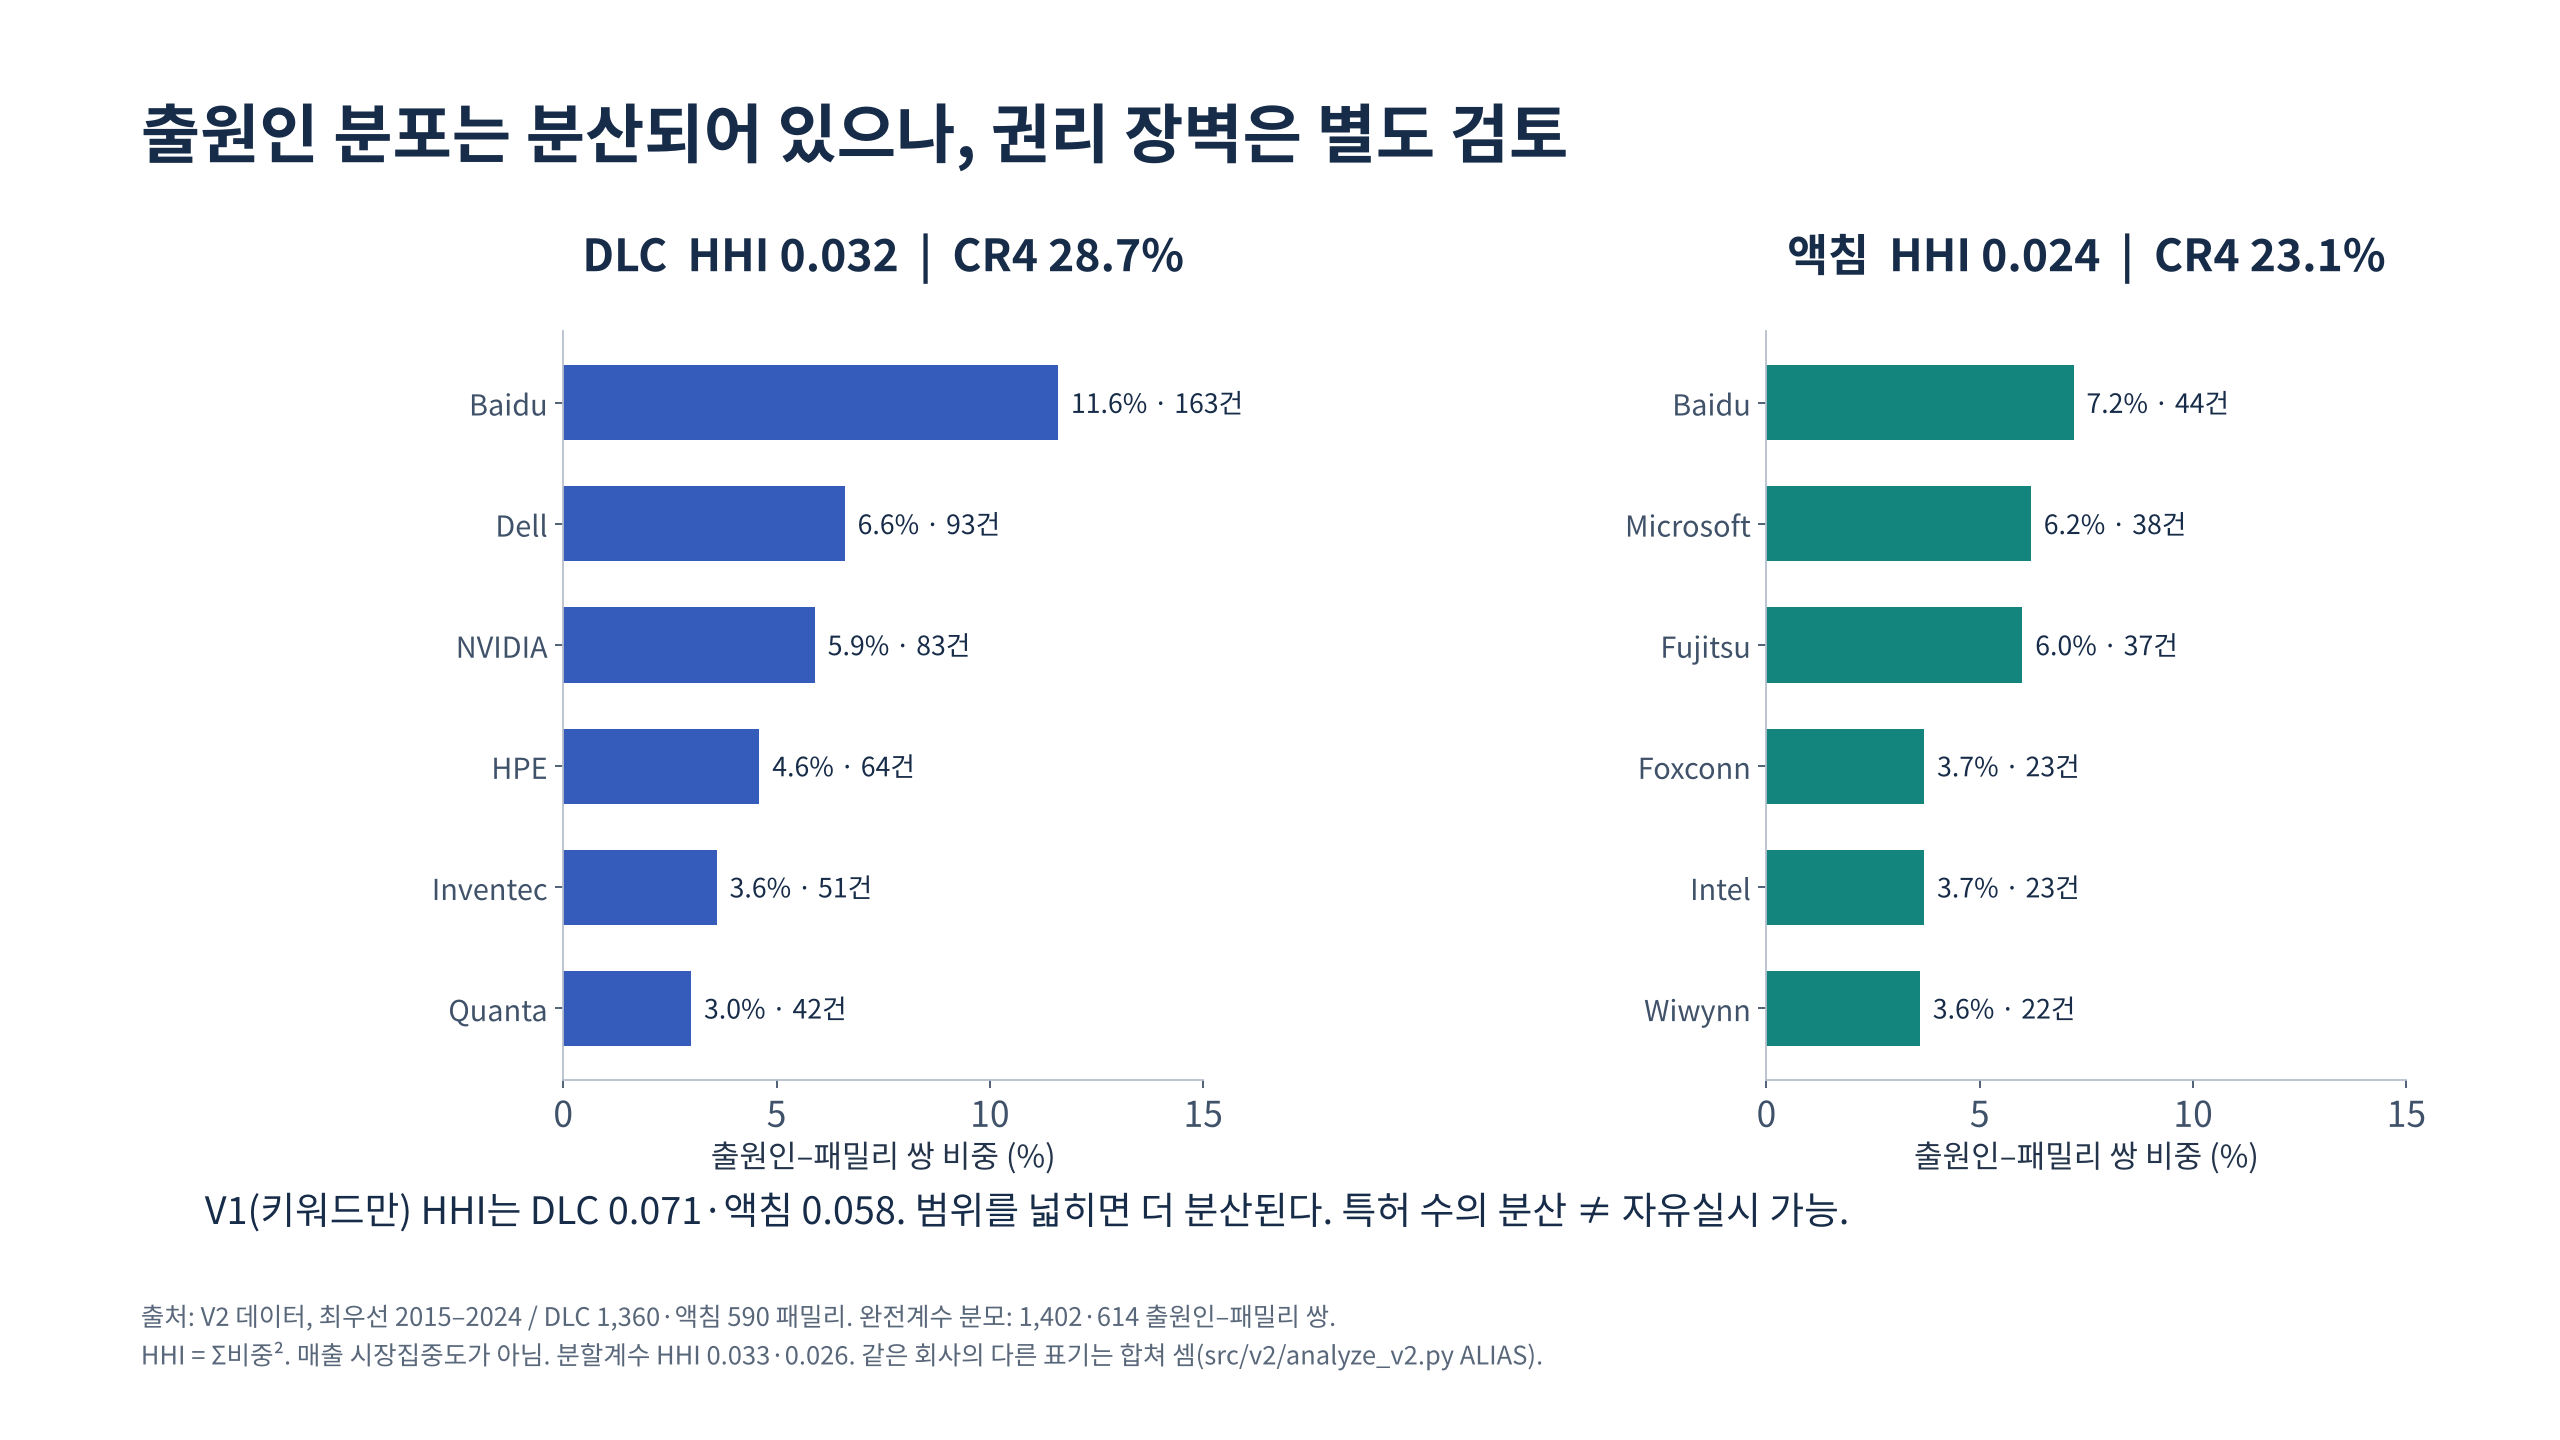 출원인 분포는 분산되어 있으나, 권리 장벽은 별도 검토
DLC HHI 0.032 | CR4 28.7%
Baidu 11.6% · 163건
Dell 6.6% · 93건
NVIDIA 5.9% · 83건
HPE 4.6% · 64건
Inventec 3.6% · 51건
Quanta 3.0% · 42건
0 5 10 15
출원인–패밀리 쌍 비중 (%)
액침 HHI 0.024 | CR4 23.1%
Baidu 7.2% · 44건
Microsoft 6.2% · 38건
Fujitsu 6.0% · 37건
Foxconn 3.7% · 23건
Intel 3.7% · 23건
Wiwynn 3.6% · 22건
0 5 10 15
출원인–패밀리 쌍 비중 (%)
V1(키워드만) HHI는 DLC 0.071·액침 0.058. 범위를 넓히면 더 분산된다. 특허 수의 분산 ≠ 자유실시 가능.
출처: V2 데이터, 최우선 2015–2024 / DLC 1,360·액침 590 패밀리. 완전계수 분모: 1,402·614 출원인–패밀리 쌍.
HHI = Σ비중². 매출 시장집중도가 아님. 분할계수 HHI 0.033·0.026. 같은 회사의 다른 표기는 합쳐 셈(src/v2/analyze_v2.py ALIAS).